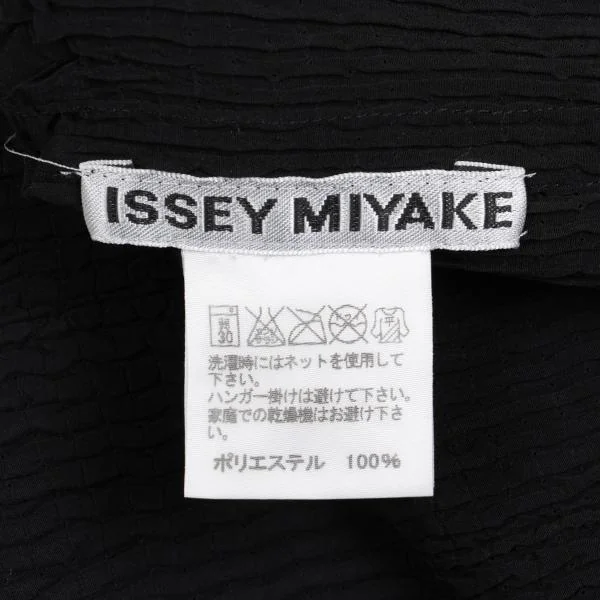 ISSEY MIYAKE
弱
30
平
洗濯時にはネットを使用して
下さい。
ハンガー掛けは避けて下さい。
家庭での乾燥機はお避け下さ
い。
ポリエステル 100%